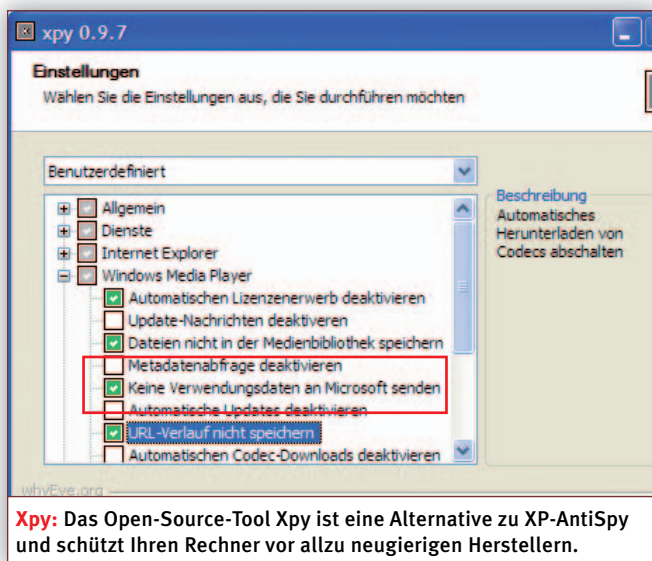 xpy 0.9.7
Einstellungen
Wählen Sie die Einstellungen aus, die Sie durchführen möchten
Benutzerdefiniert
Allgemein
Dienste
Internet Explorer
Windows Media Player
Automatischen Lizenzenerwerb deaktivieren
Update-Nachrichten deaktiveren
Dateien nicht in der Medienbibliothek speichern
Metadatenabfrage deaktivieren
Keine Verwendungsdaten an Microsoft senden
Automatische Updates deaktivieren
URL-Verlauf nicht speichern
Automatischen Codec-Downloads deaktivieren
Beschreibung
Automatisches
Herunterladen von
Codecs abschalten
whyEye.org
Xpy: Das Open-Source-Tool Xpy ist eine Alternative zu XP-AntiSpy
und schützt Ihren Rechner vor allzu neugierigen Herstellern.